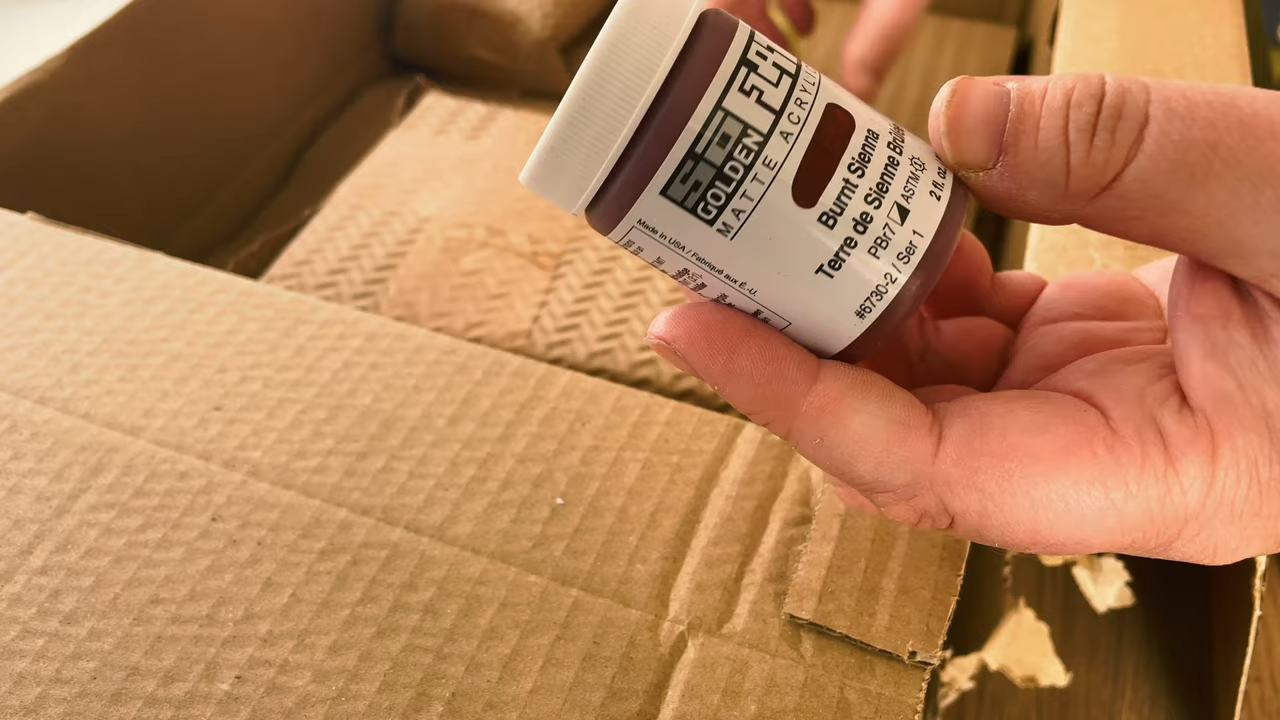 SoFLAT
GOLDEN
MATTE ACRYLIC
Burnt Sienna
Terre de Sienne Brûlée
PBr7 ASTM
2 fl. oz.
#6730-2 / Ser 1
Made in USA / Fabriqué aux É.-U.